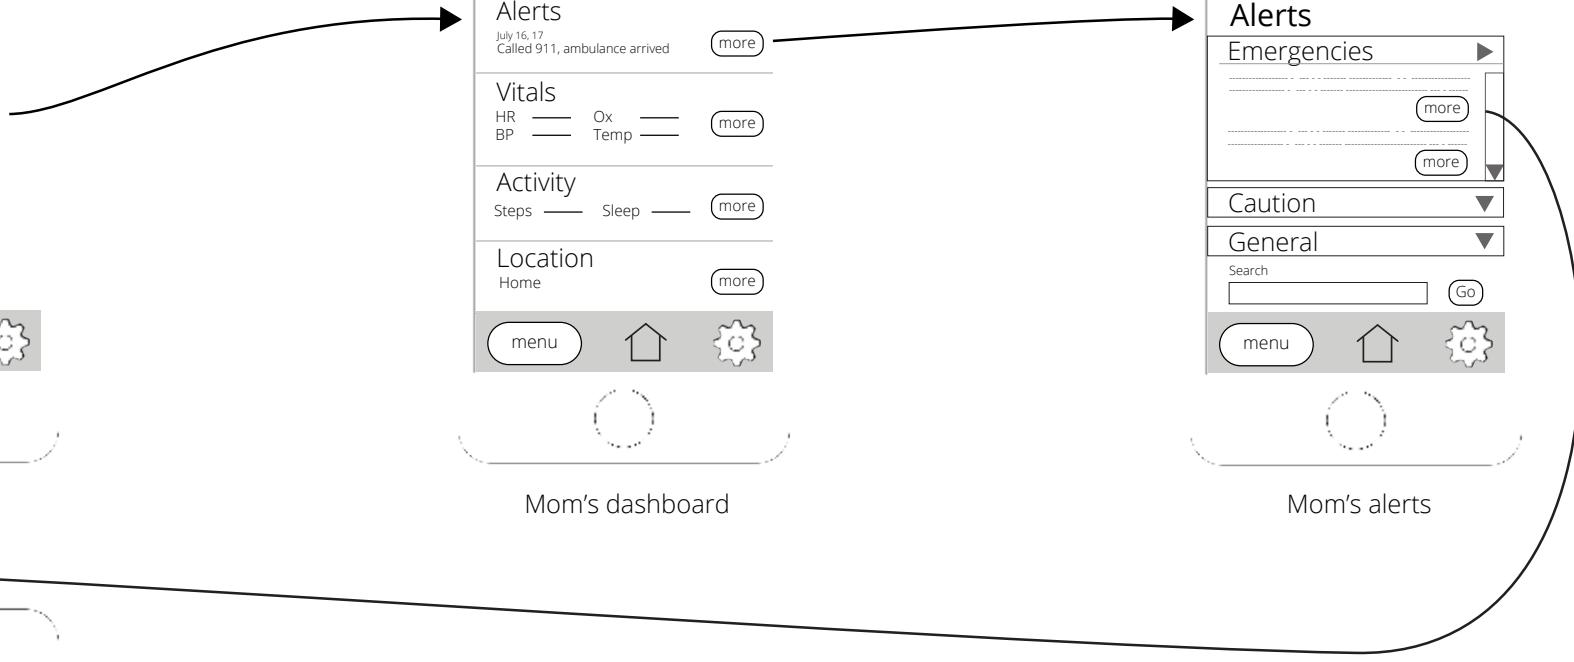 Alerts
July 16, 17
Called 911, ambulance arrived
more
Vitals
HR Ox
BP Temp
more
Activity
Steps Sleep
more
Location
Home
more
menu
Mom's dashboard
Alerts
Emergencies
more
more
Caution
General
Search
Go
menu
Mom's alerts